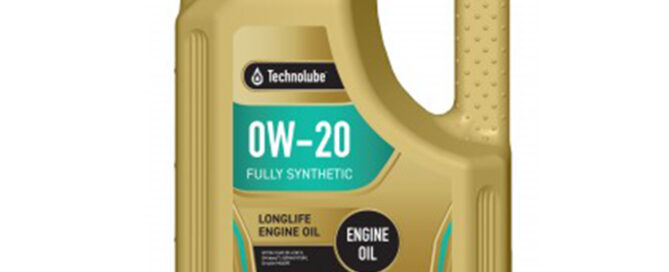 Technolube
0W-20
FULLY SYNTHETIC
LONGLIFE
ENGINE OIL
ENGINE
OIL